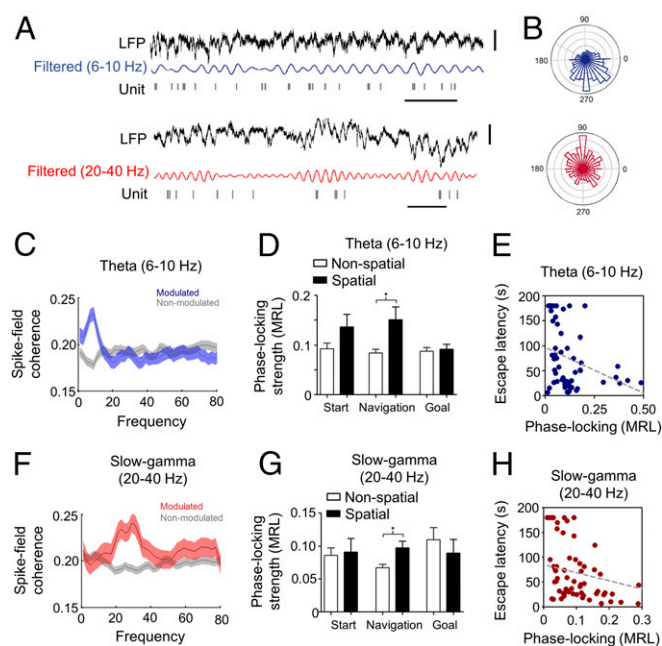 A
LFP
Filtered (6-10 Hz)
Unit
LFP
Filtered (20-40 Hz)
Unit
B
90
180
0
270
90
180
0
270
C
Theta (6-10 Hz)
Modulated
Non-modulated
Spike-field
coherence
0.25
0.20
0.15
0
20
40
60
80
Frequency
D
Theta (6-10 Hz)
Non-spatial
Spatial
Phase-locking
strength (MRL)
0.2
0.1
0
*
Start
Navigation
Goal
E
Theta (6-10 Hz)
Escape latency (s)
200
180
150
100
50
0
0
0.25
0.50
Phase-locking (MRL)
F
Slow-gamma
(20-40 Hz)
Modulated
Non-modulated
Spike-field
coherence
0.25
0.20
0.15
0
20
40
60
80
Frequency
G
Slow-gamma
(20-40 Hz)
Non-spatial
Spatial
Phase-locking
strength (MRL)
0.15
0.10
0.05
0
*
Start
Navigation
Goal
H
Slow-gamma
(20-40 Hz)
Escape latency (s)
200
180
150
100
50
0
0
0.1
0.2
0.3
Phase-locking (MRL)